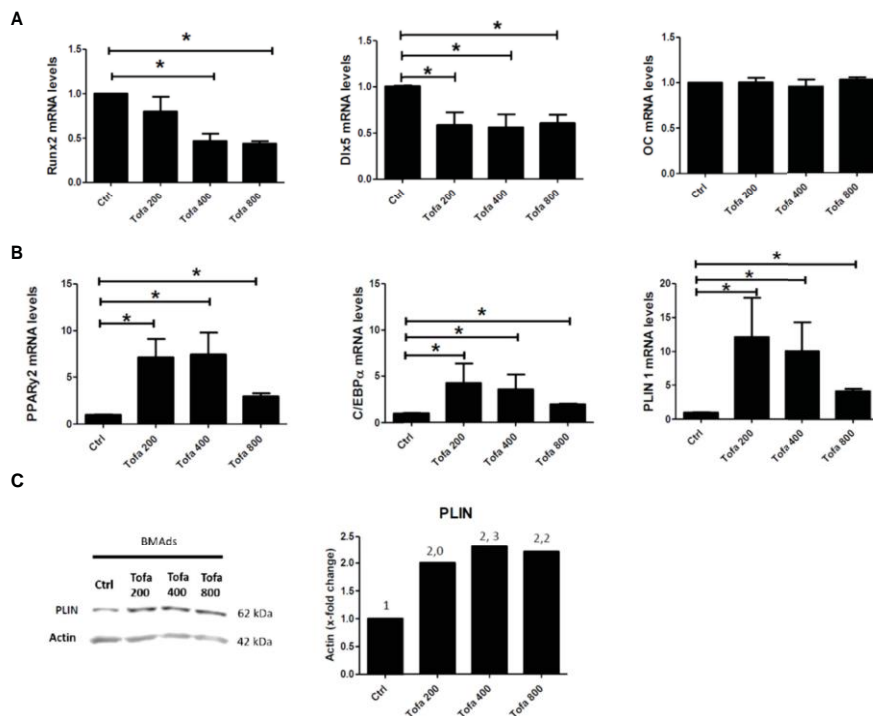 A
Runx2 mRNA levels
1.5
1.0
0.5
0.0
*
*
Ctrl
Tofa 200
Tofa 400
Tofa 800
Dlx5 mRNA levels
1.5
1.0
0.5
0.0
*
*
*
Ctrl
Tofa 200
Tofa 400
Tofa 800
OC mRNA levels
1.5
1.0
0.5
0.0
Ctrl
Tofa 200
Tofa 400
Tofa 800
B
PPARγ2 mRNA levels
15
10
5
0
*
*
*
Ctrl
Tofa 200
Tofa 400
Tofa 800
C/EBPα mRNA levels
15
10
5
0
*
*
*
Ctrl
Tofa 200
Tofa 400
Tofa 800
PLIN 1 mRNA levels
20
15
10
5
0
*
*
*
Ctrl
Tofa 200
Tofa 400
Tofa 800
C
BMAds
Ctrl Tofa 200 Tofa 400 Tofa 800
PLIN 62 kDa
Actin 42 kDa
PLIN
Actin (x-fold change)
2.5
2.0
1.5
1.0
0.5
0.0
1
2,0
2, 3
2,2
Ctrl
Tofa 200
Tofa 400
Tofa 800